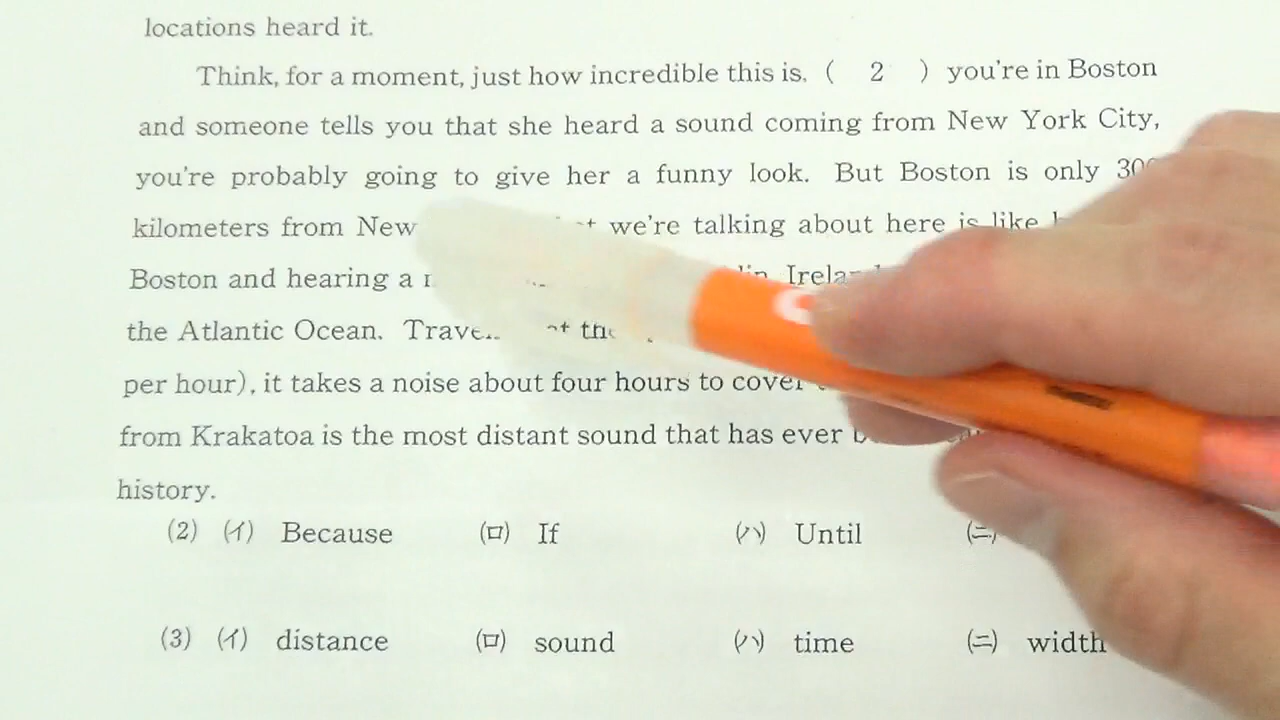 locations heard it.
Think, for a moment, just how incredible this is. ( 2 ) you're in Boston
and someone tells you that she heard a sound coming from New York City,
you're probably going to give her a funny look. But Boston is only
kilometers from New we're talking about here is like
Boston and hearing a
the Atlantic Ocean.
per hour), it takes a noise about four hours to cover
from Krakatoa is the most distant sound that has ever
history.
(2) (イ) Because (ロ) If (ハ) Until (ニ)
(3) (イ) distance (ロ) sound (ハ) time (ニ) width